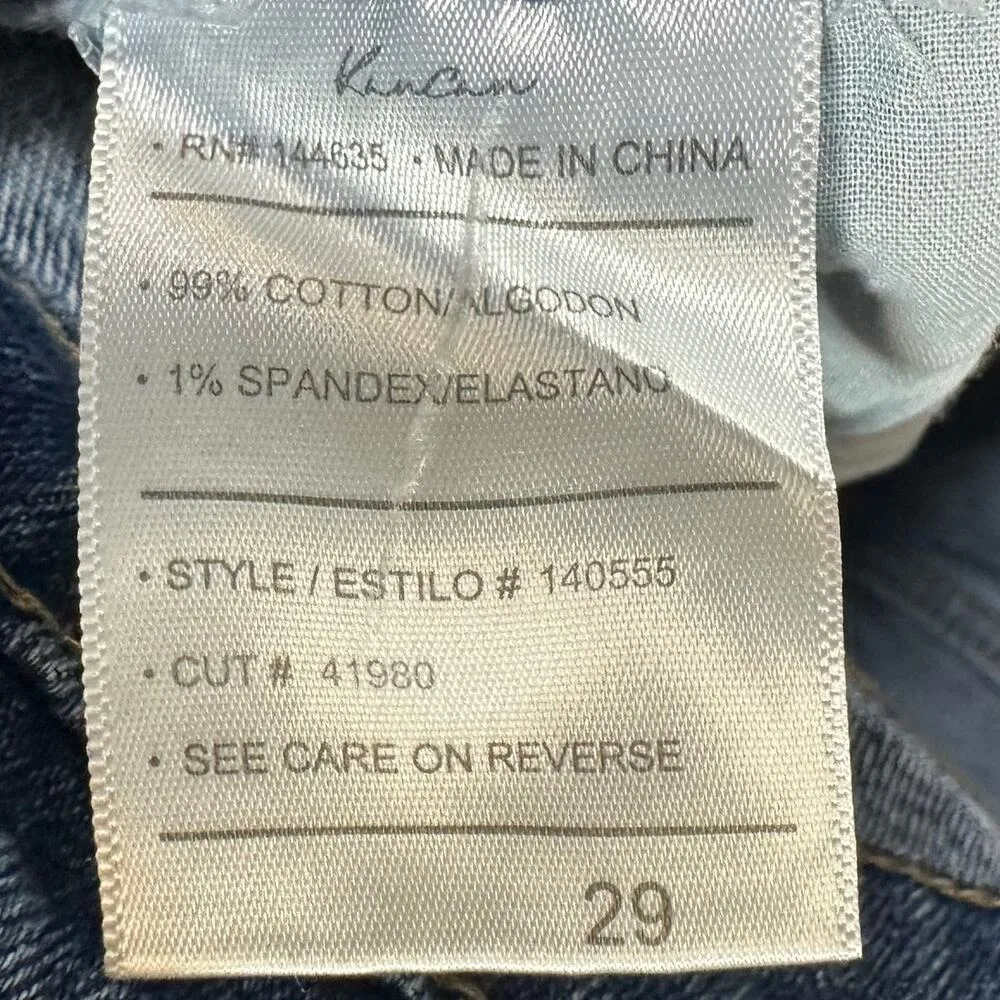 KanCan
• RN# 144635 • MADE IN CHINA
• 99% COTTON/ALGODON
• 1% SPANDEX/ELASTANO
• STYLE / ESTILO # 140555
• CUT # 41980
• SEE CARE ON REVERSE
29